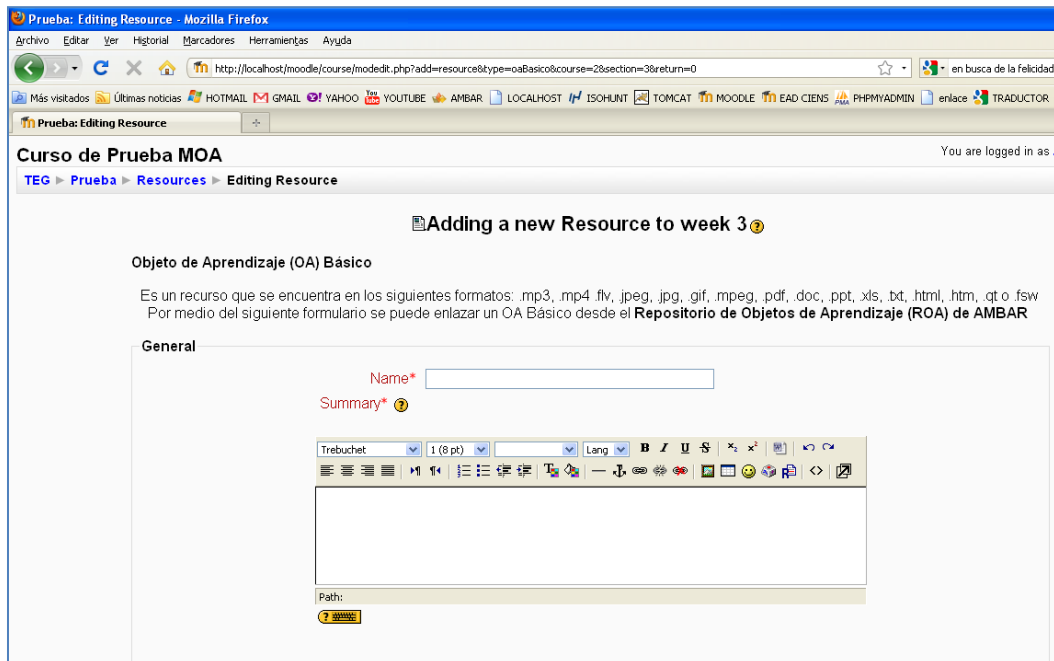 Prueba: Editing Resource - Mozilla Firefox
Archivo Editar Ver Historial Marcadores Herramientas Ayuda
http://localhost/moodle/course/modedit.php?add=resource&type=oaBasico&course=2&section=3&return=0 en busca de la felicidad
Más visitados Últimas noticias HOTMAIL GMAIL YAHOO YOUTUBE AMBAR LOCALHOST ISOHUNT TOMCAT MOODLE EAD CIENS PHPMYADMIN enlace TRADUCTOR
Prueba: Editing Resource
Curso de Prueba MOA You are logged in as
TEG ► Prueba ► Resources ► Editing Resource
Adding a new Resource to week 3
Objeto de Aprendizaje (OA) Básico
Es un recurso que se encuentra en los siguientes formatos: .mp3, .mp4 .flv, .jpeg, .jpg, .gif, .mpeg, .pdf, .doc, .ppt, .xls, .txt, .html, .htm, .qt o .fsw
Por medio del siguiente formulario se puede enlazar un OA Básico desde el Repositorio de Objetos de Aprendizaje (ROA) de AMBAR
General
Name*
Summary*
Trebuchet 1 (8 pt) Lang B I U S x₂ x²
Path: